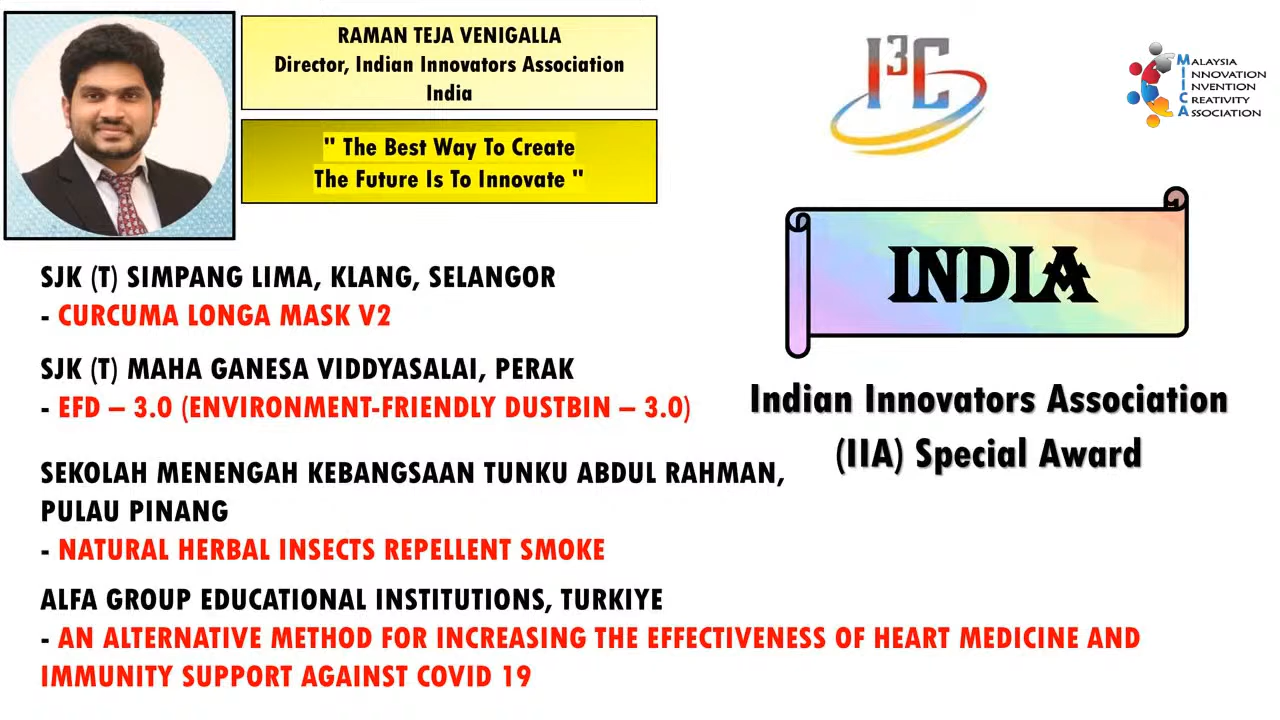 RAMAN TEJA VENIGALLA
Director, Indian Innovators Association
India
" The Best Way To Create
The Future Is To Innovate "
I3C
MALAYSIA
INNOVATION
INVENTION
CREATIVITY
ASSOCIATION
INDIA
Indian Innovators Association
(IIA) Special Award
SJK (T) SIMPANG LIMA, KLANG, SELANGOR
- CURCUMA LONGA MASK V2
SJK (T) MAHA GANESA VIDDYASALAI, PERAK
- EFD – 3.0 (ENVIRONMENT-FRIENDLY DUSTBIN – 3.0)
SEKOLAH MENENGAH KEBANGSAAN TUNKU ABDUL RAHMAN,
PULAU PINANG
- NATURAL HERBAL INSECTS REPELLENT SMOKE
ALFA GROUP EDUCATIONAL INSTITUTIONS, TURKIYE
- AN ALTERNATIVE METHOD FOR INCREASING THE EFFECTIVENESS OF HEART MEDICINE AND
IMMUNITY SUPPORT AGAINST COVID 19